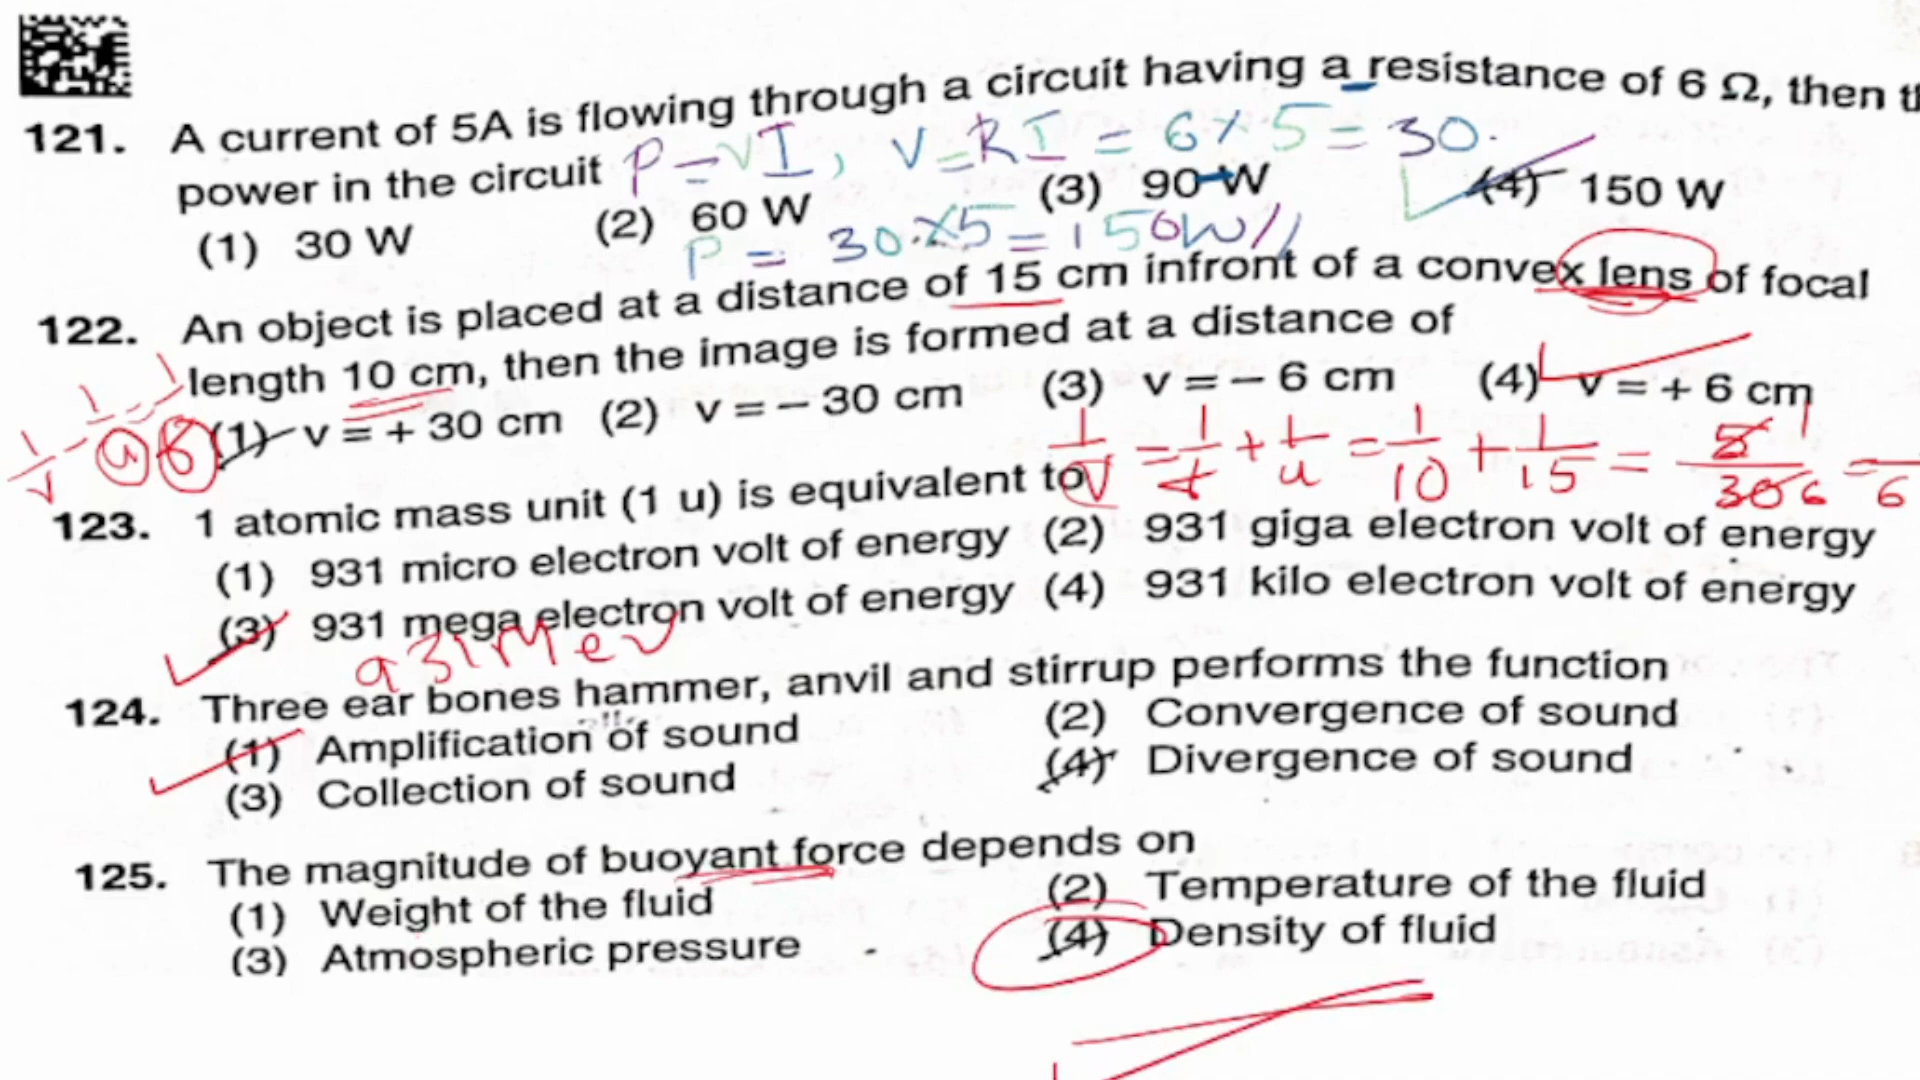 121. A current of 5A is flowing through a circuit having a resistance of 6 Ω, then
power in the circuit P = VI, V = RI = 6 × 5 = 30.
(1) 30 W (2) 60 W (3) 90 W (4) 150 W
P = 30 × 5 = 150W//
122. An object is placed at a distance of 15 cm infront of a convex lens of focal
length 10 cm, then the image is formed at a distance of
(1) v = + 30 cm (2) v = – 30 cm (3) v = – 6 cm (4) v = + 6 cm
1/v = 1/f + 1/u = 1/10 + 1/15 = 5/30 1 6 = /6
123. 1 atomic mass unit (1 u) is equivalent to
(1) 931 micro electron volt of energy (2) 931 giga electron volt of energy
(3) 931 mega electron volt of energy (4) 931 kilo electron volt of energy
931 Mev
124. Three ear bones hammer, anvil and stirrup performs the function
(1) Amplification of sound (2) Convergence of sound
(3) Collection of sound (4) Divergence of sound
125. The magnitude of buoyant force depends on
(1) Weight of the fluid (2) Temperature of the fluid
(3) Atmospheric pressure (4) Density of fluid